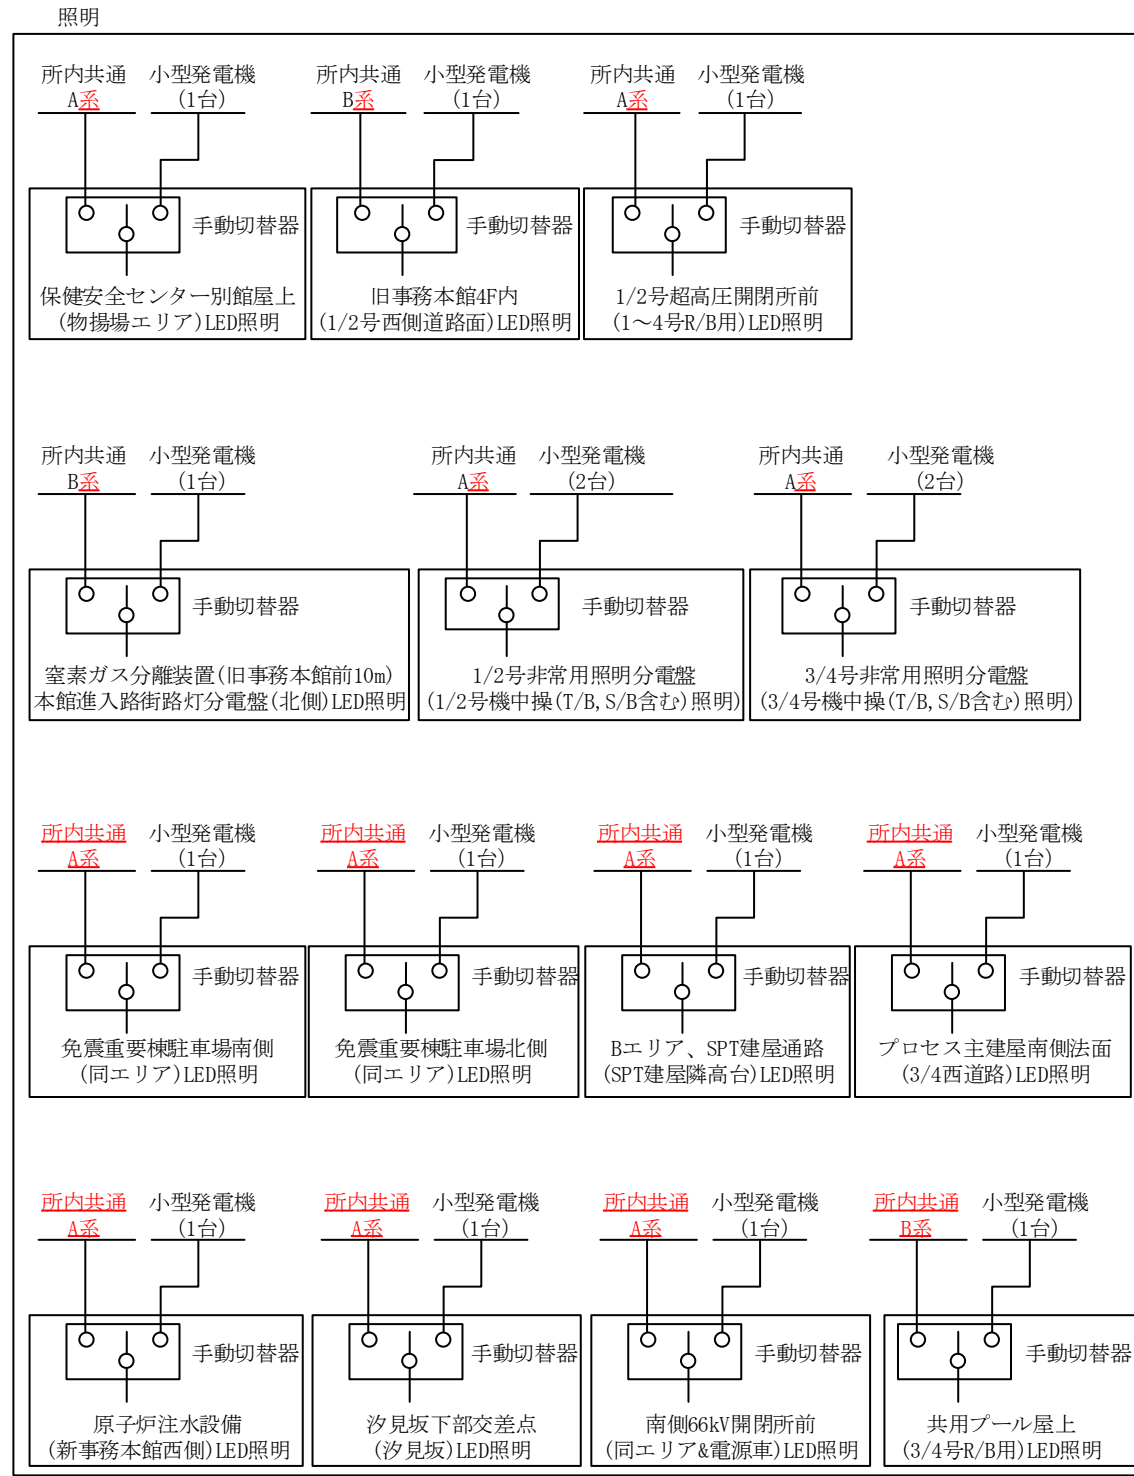 照明
所内共通 小型発電機 所内共通 小型発電機 所内共通 小型発電機
A系 (1台) B系 (1台) A系 (1台)
手動切替器 手動切替器 手動切替器
保健安全センター別館屋上 旧事務本館4F内 1/2号超高圧開閉所前
(物揚場エリア)LED照明 (1/2号西側道路面)LED照明 (1～4号R/B用)LED照明
所内共通 小型発電機 所内共通 小型発電機 所内共通 小型発電機
B系 (1台) A系 (2台) A系 (2台)
手動切替器 手動切替器 手動切替器
窒素ガス分離装置(旧事務本館前10m) 1/2号非常用照明分電盤 3/4号非常用照明分電盤
本館進入路街路灯分電盤(北側)LED照明 (1/2号機中操(T/B,S/B含む)照明) (3/4号機中操(T/B,S/B含む)照明)
所内共通 小型発電機 所内共通 小型発電機 所内共通 小型発電機 所内共通 小型発電機
A系 (1台) A系 (1台) A系 (1台) A系 (1台)
手動切替器 手動切替器 手動切替器 手動切替器
免震重要棟駐車場南側 免震重要棟駐車場北側 Bエリア、SPT建屋通路 プロセス主建屋南側法面
(同エリア)LED照明 (同エリア)LED照明 (SPT建屋隣高台)LED照明 (3/4西道路)LED照明
所内共通 小型発電機 所内共通 小型発電機 所内共通 小型発電機 所内共通 小型発電機
A系 (1台) A系 (1台) A系 (1台) B系 (1台)
手動切替器 手動切替器 手動切替器 手動切替器
原子炉注水設備 汐見坂下部交差点 南側66kV開閉所前 共用プール屋上
(新事務本館西側)LED照明 (汐見坂)LED照明 (同エリア&電源車)LED照明 (3/4号R/B用)LED照明